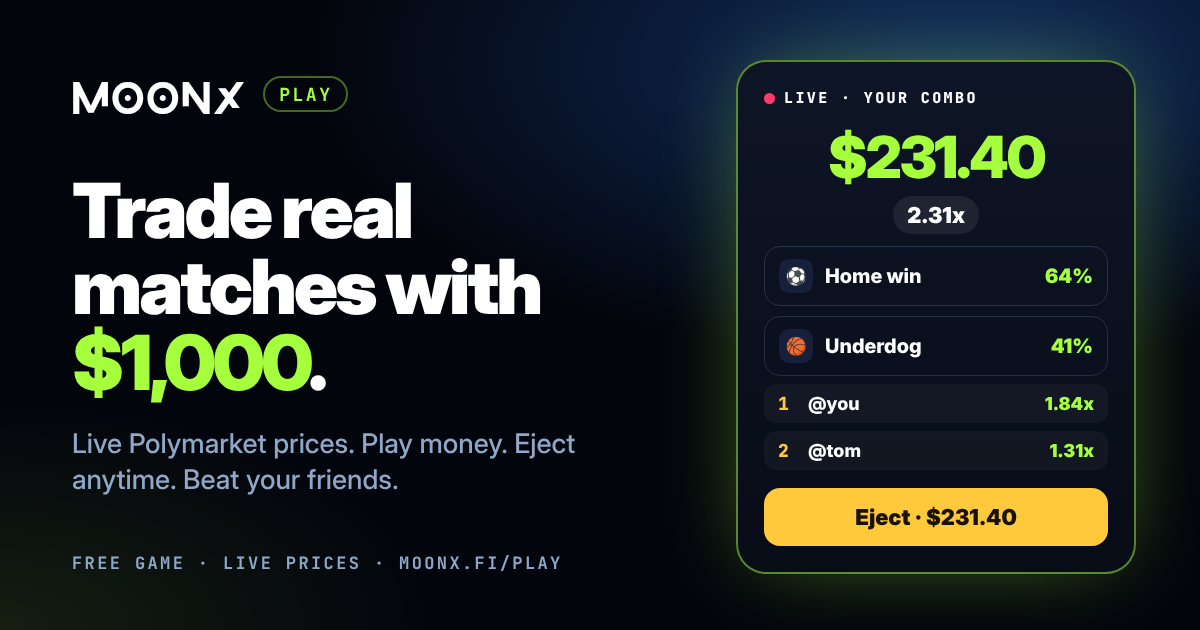 MOONX PLAY
Trade real
matches with
$1,000.
Live Polymarket prices. Play money. Eject
anytime. Beat your friends.
FREE GAME · LIVE PRICES · MOONX.FI/PLAY
LIVE · YOUR COMBO
$231.40
2.31x
Home win 64%
Underdog 41%
1 @you 1.84x
2 @tom 1.31x
Eject · $231.40